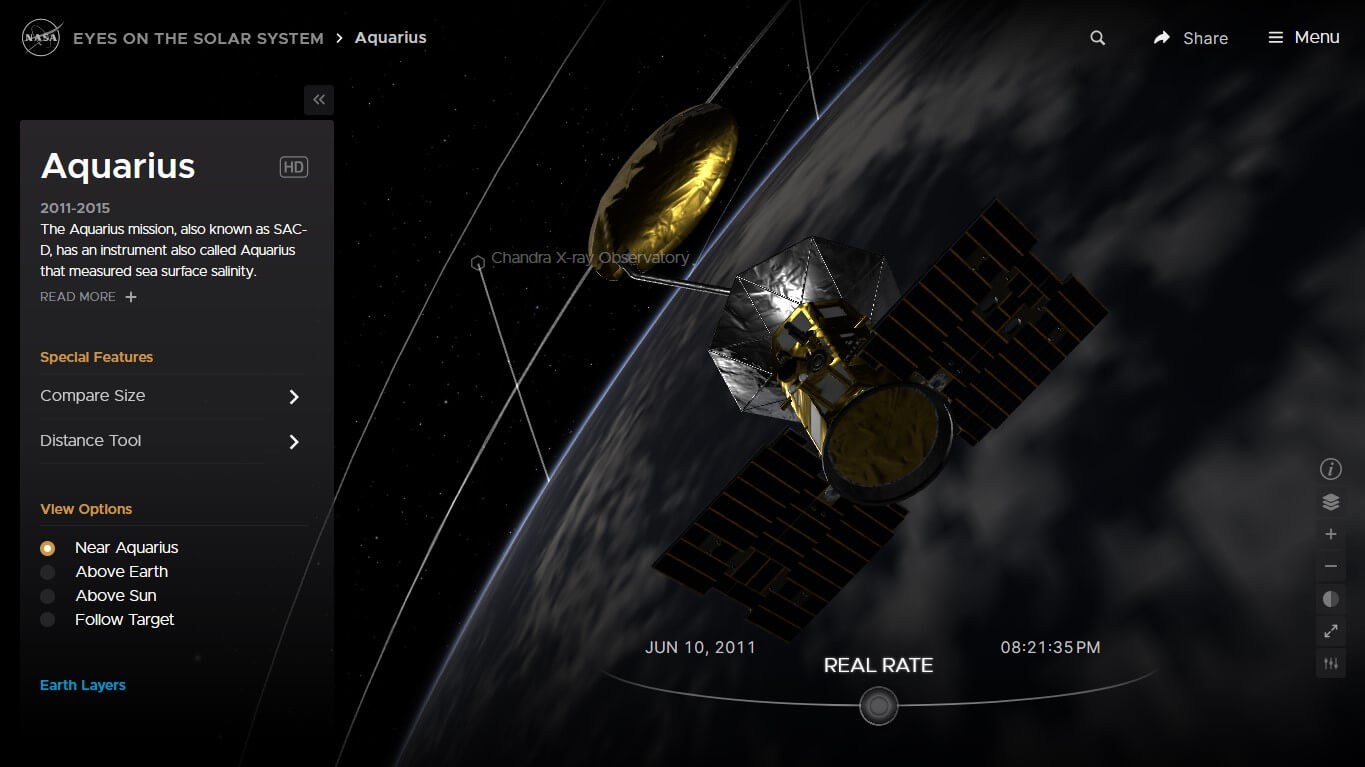 NASA
EYES ON THE SOLAR SYSTEM
Aquarius
Share
Menu
Aquarius
HD
2011-2015
The Aquarius mission, also known as SAC-
D, has an instrument also called Aquarius
that measured sea surface salinity.
READ MORE +
Special Features
Compare Size
Distance Tool
View Options
Near Aquarius
Above Earth
Above Sun
Follow Target
Earth Layers
Chandra X-ray Observatory
JUN 10, 2011
08:21:35 PM
REAL RATE